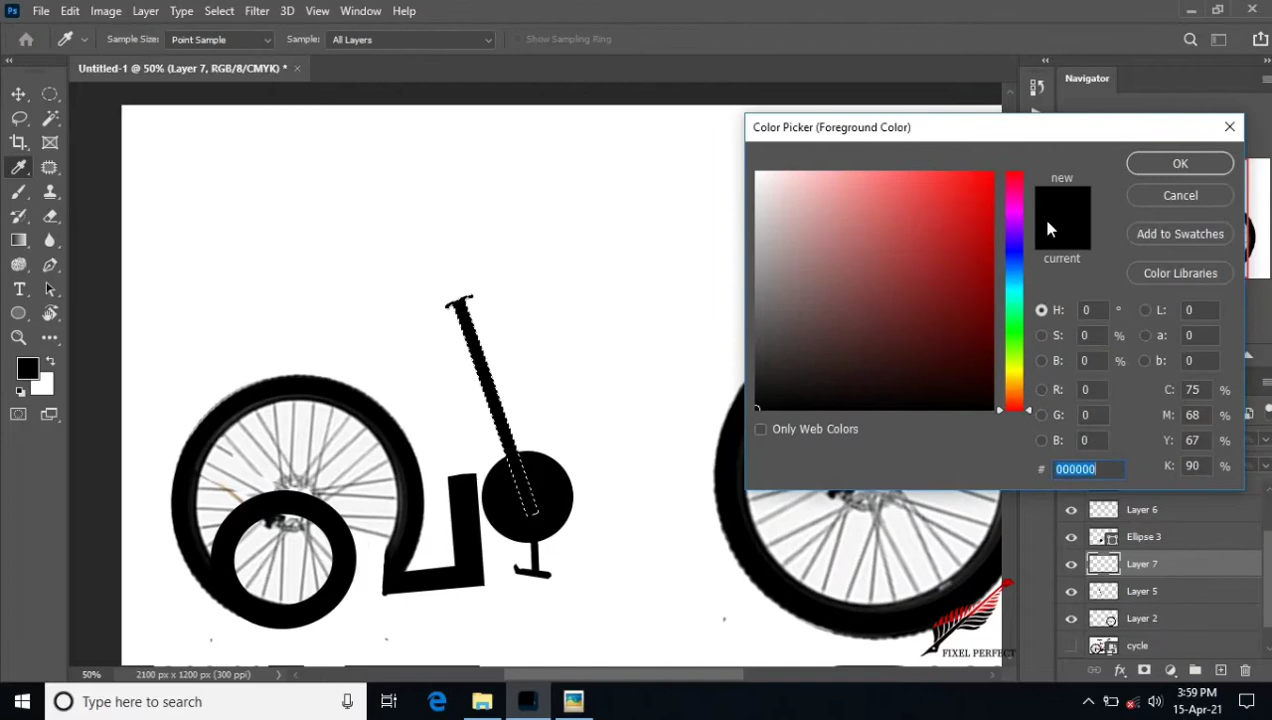 Ps File Edit Image Layer Type Select Filter 3D View Window Help
Sample Size: Point Sample Sample: All Layers Show Sampling Ring
Untitled-1 @ 50% (Layer 7, RGB/8/CMYK) * ×
Navigator
Color Picker (Foreground Color)
new
current
OK
Cancel
Add to Swatches
Color Libraries
H: 0 ° L: 0
S: 0 % a: 0
B: 0 % b: 0
R: 0 C: 75 %
G: 0 M: 68 %
B: 0 Y: 67 %
# 000000 K: 90 %
Only Web Colors
Layer 6
Ellipse 3
Layer 7
Layer 5
Layer 2
cycle
FIXEL PERFECT
50% 2100 px x 1200 px (300 ppi)
Type here to search
3:59 PM
15-Apr-21